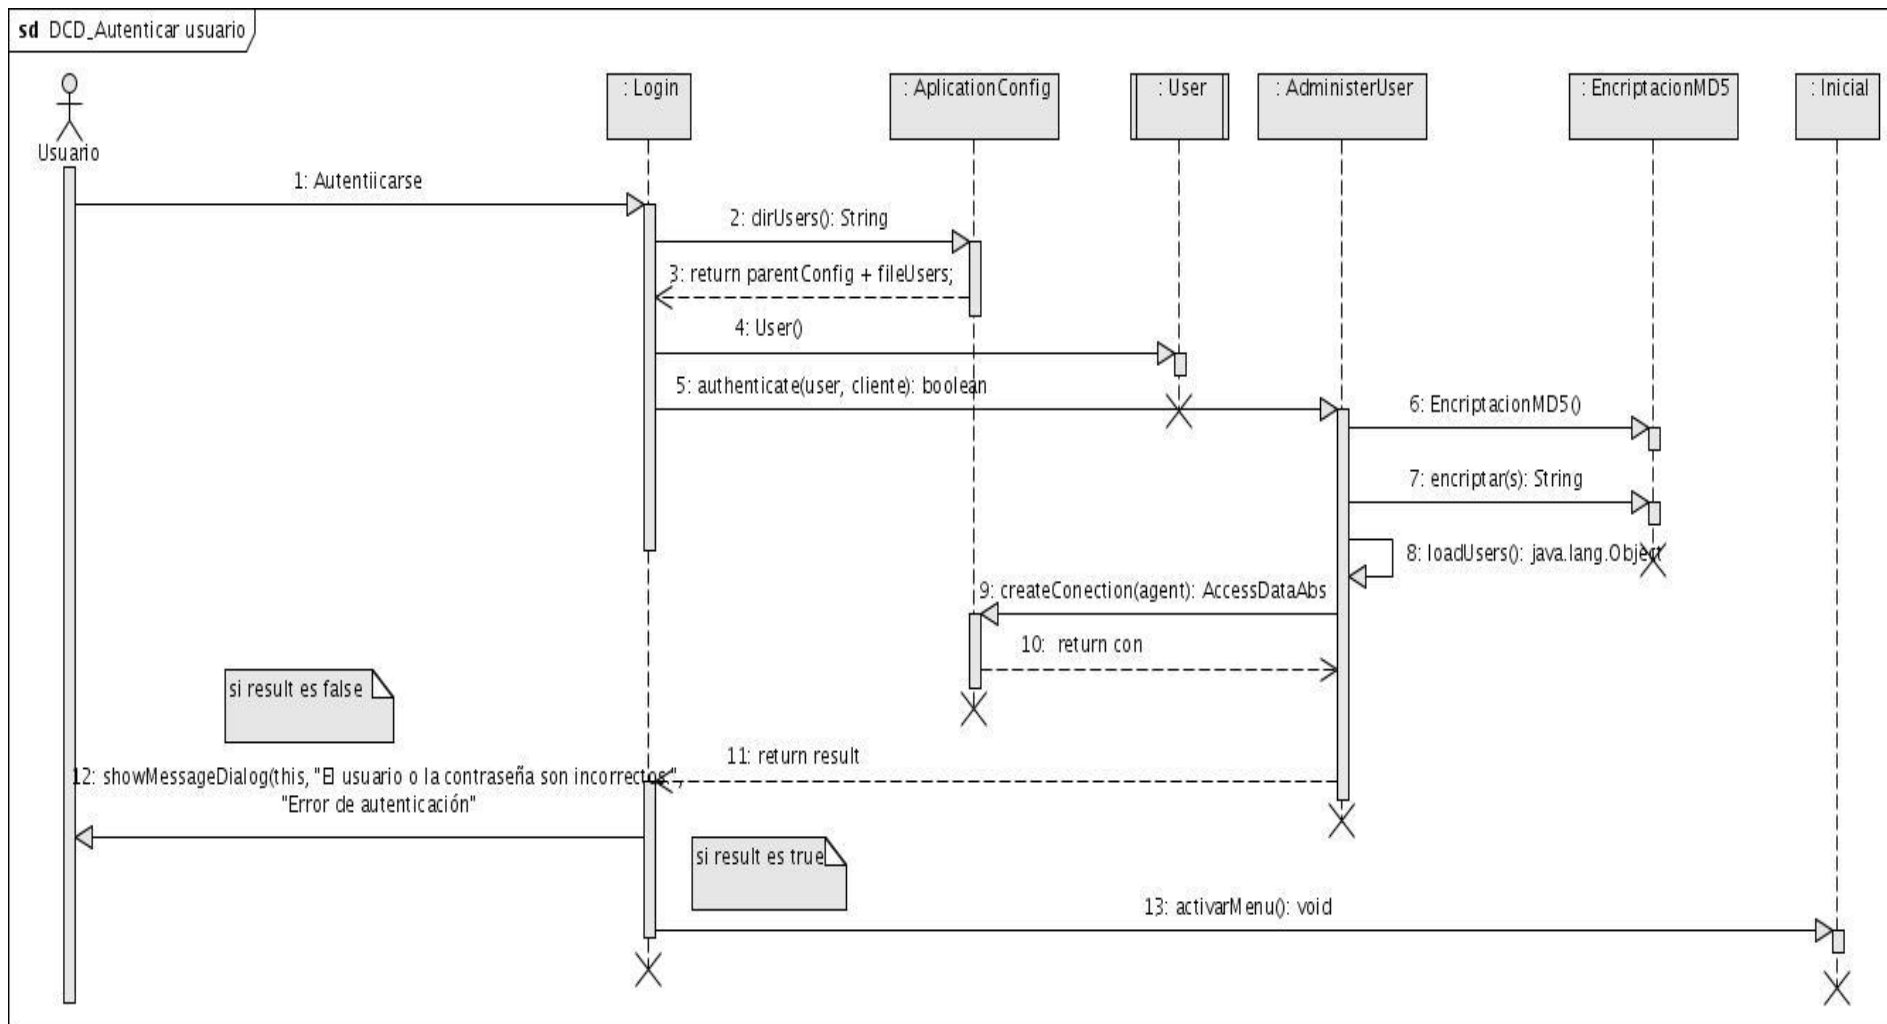 sd DCD_Autenticar usuario
: Login
: AplicationConfig
: User
: AdministerUser
: EncriptacionMD5
: Inicial
Usuario
1: Autentiicarse
2: dirUsers(): String
3: return parentConfig + fileUsers;
4: User()
5: authenticate(user, cliente): boolean
6: EncriptacionMD5()
7: encriptar(s): String
8: loadUsers(): java.lang.Object
9: createConection(agent): AccessDataAbs
10: return con
si result es false
11: return result
12: showMessageDialog(this, "El usuario o la contraseña son incorrectos.",
"Error de autenticación"
si result es true
13: activarMenu(): void